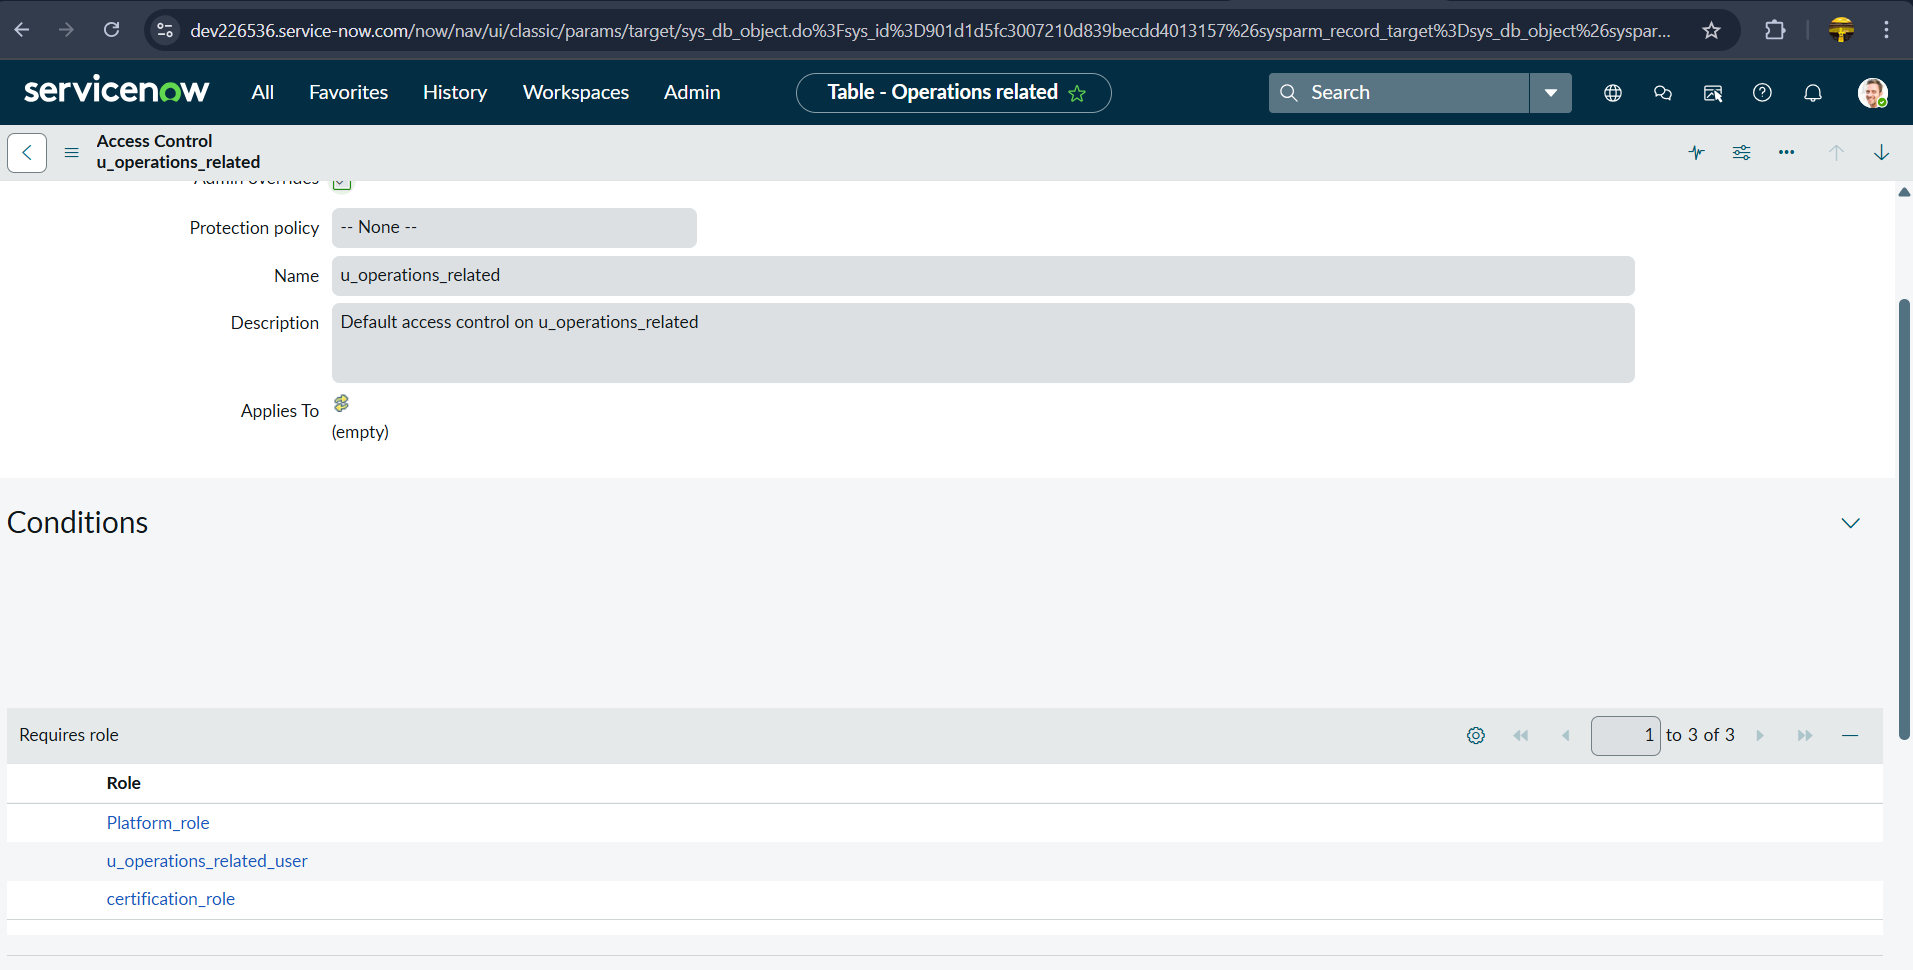 dev226536.service-now.com/now/nav/ui/classic/params/target/sys_db_object.do%3Fsys_id%3D901d1d5fc3007210d839becdd4013157%26sysparm_record_target%3Dsys_db_object%26syspar...
servicenow All Favorites History Workspaces Admin Table - Operations related Search
Access Control
u_operations_related
Admin overrides
Protection policy -- None --
Name u_operations_related
Description Default access control on u_operations_related
Applies To
(empty)
Conditions
Requires role 1 to 3 of 3
Role
Platform_role
u_operations_related_user
certification_role